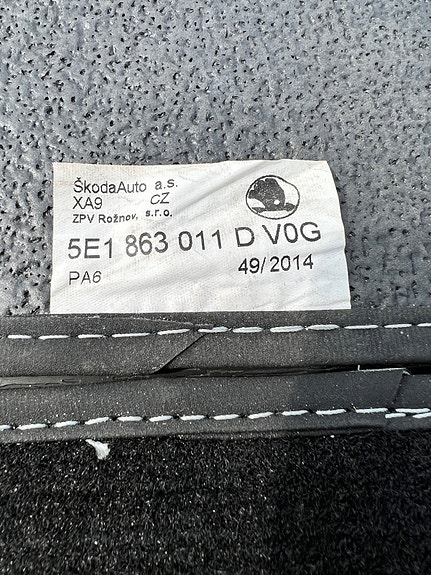 ŠkodaAuto a.s.
XA9 CZ
ZPV Rožnov, s.r.o.
5E1 863 011 D V0G
PA6 49/2014